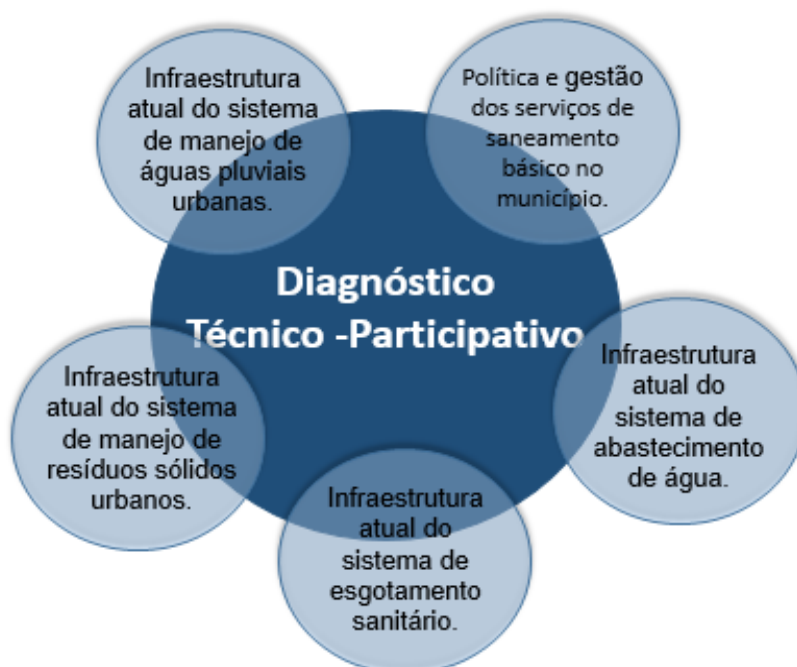 Infraestrutura
atual do sistema
de manejo de
águas pluviais
urbanas.
Política e gestão
dos serviços de
saneamento
básico no
município.
Diagnóstico
Técnico -Participativo
Infraestrutura
atual do
sistema de
abastecimento
de água.
Infraestrutura
atual do sistema
de manejo de
resíduos sólidos
urbanos.
Infraestrutura
atual do
sistema de
esgotamento
sanitário.